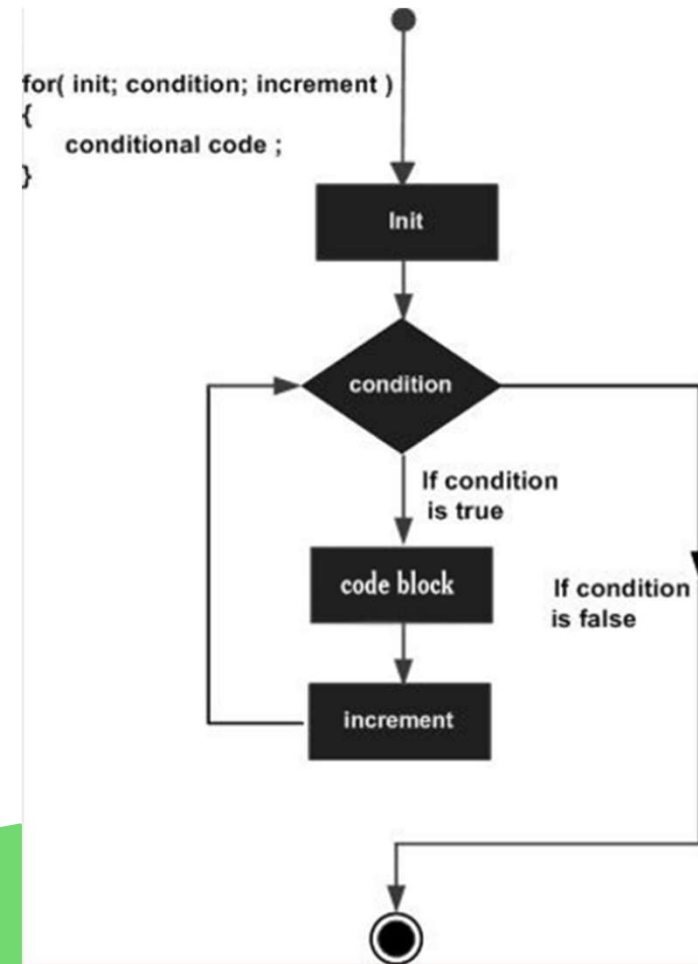 for( init; condition; increment )
{
conditional code ;
}
Init
condition
If condition
is true
code block
If condition
is false
increment